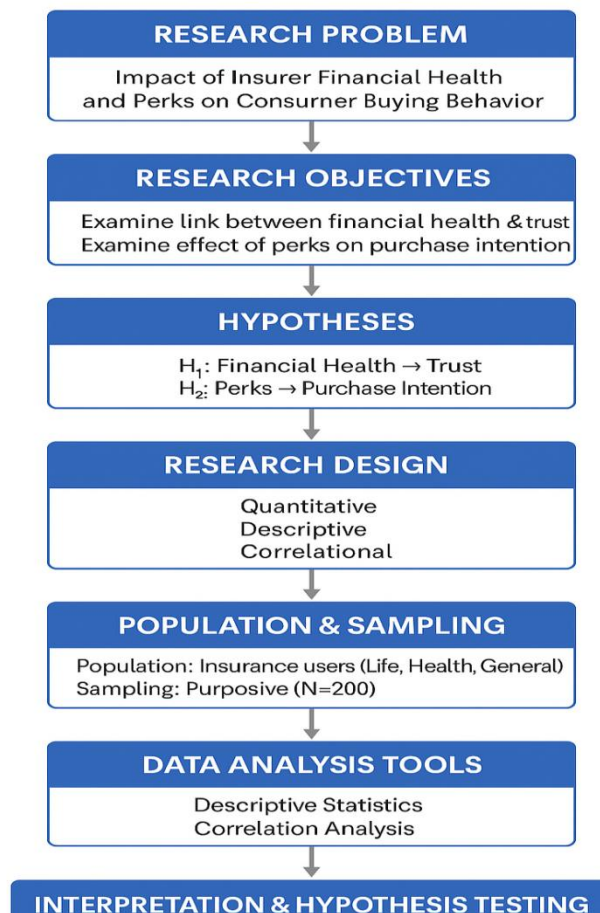 RESEARCH PROBLEM
Impact of Insurer Financial Health
and Perks on Consurner Buying Behavior
RESEARCH OBJECTIVES
Examine link between financial health & trust
Examine effect of perks on purchase intention
HYPOTHESES
H₁: Financial Health → Trust
H₂: Perks → Purchase Intention
RESEARCH DESIGN
Quantitative
Descriptive
Correlational
POPULATION & SAMPLING
Population: Insurance users (Life, Health, General)
Sampling: Purposive (N=200)
DATA ANALYSIS TOOLS
Descriptive Statistics
Correlation Analysis
INTERPRETATION & HYPOTHESIS TESTING